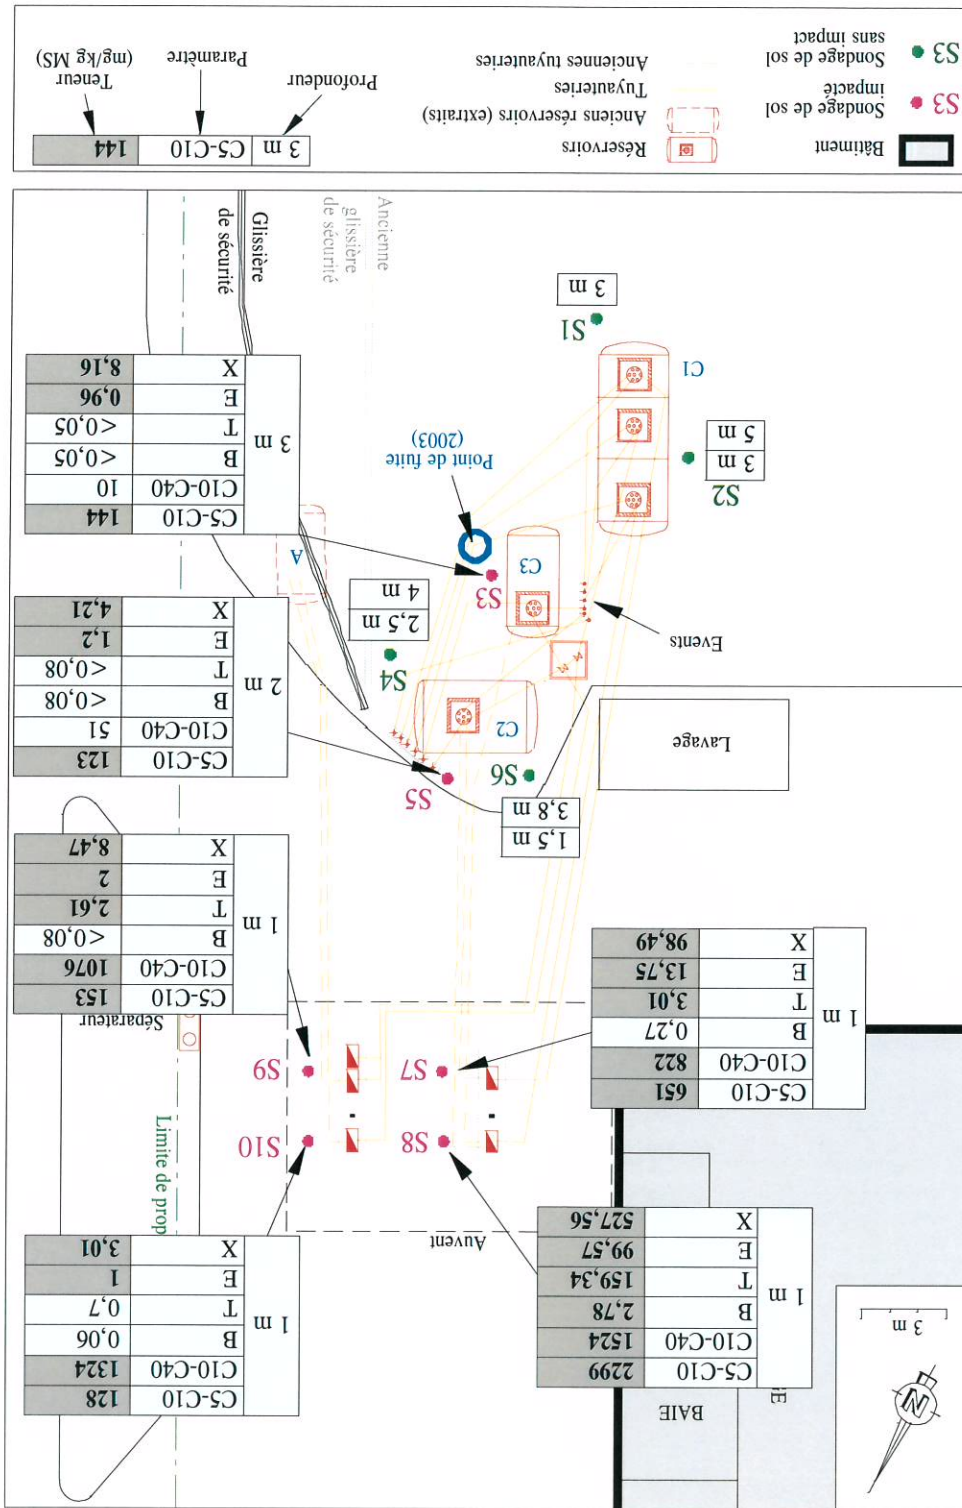 N
3 m
BAIE
1 m
C5-C10 2299
C10-C40 1524
B 2,78
T 159,34
E 99,57
X 527,56
1 m
C5-C10 128
C10-C40 1324
B 0,06
T 0,7
E 1
X 3,01
Auvent
Limite de prop
S8
S10
S7
S9
1 m
C5-C10 651
C10-C40 822
B 0,27
T 3,01
E 13,75
X 98,49
Séparateur
1 m
C5-C10 153
C10-C40 1076
B <0,08
T 2,61
E 2
X 8,47
1,5 m
3,8 m
S6
S5
Lavage
C2
2 m
C5-C10 123
C10-C40 51
B <0,08
T <0,08
E 1,2
X 4,21
S4
2,5 m
4 m
Events
C3
S3
A
Point de fuite
(2003)
3 m
C5-C10 144
C10-C40 10
B <0,05
T <0,05
E 0,96
X 8,16
S2
3 m
5 m
C1
S1
3 m
Ancienne
glissière
de sécurité
Glissière
de sécurité
Bâtiment
S3 Sondage de sol
impacté
S3 Sondage de sol
sans impact
Réservoirs
Anciens réservoirs (extraits)
Tuyauteries
Anciennes tuyauteries
3 m C5-C10 144
Profondeur
Paramètre
Teneur
(mg/kg MS)